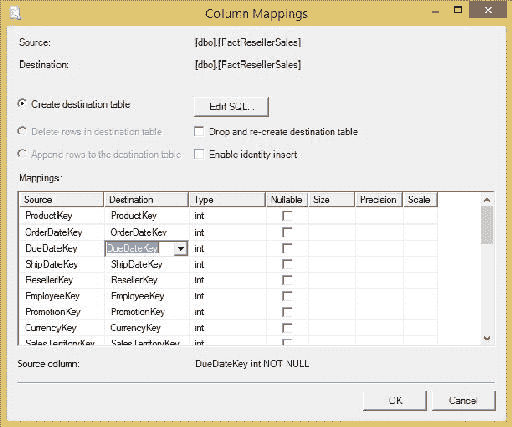 Column Mappings
Source: [dbo].[FactResellerSales]
Destination: [dbo].[FactResellerSales]
Create destination table Edit SQL...
Delete rows in destination table Drop and re-create destination table
Append rows to the destination table Enable identity insert
Mappings:
Source Destination Type Nullable Size Precision Scale
ProductKey ProductKey int
OrderDateKey OrderDateKey int
DueDateKey DueDateKey int
ShipDateKey ShipDateKey int
ResellerKey ResellerKey int
EmployeeKey EmployeeKey int
PromotionKey PromotionKey int
CurrencyKey CurrencyKey int
SalesTerritoryKey SalesTerritoryKey int
Source column: DueDateKey int NOT NULL
OK Cancel